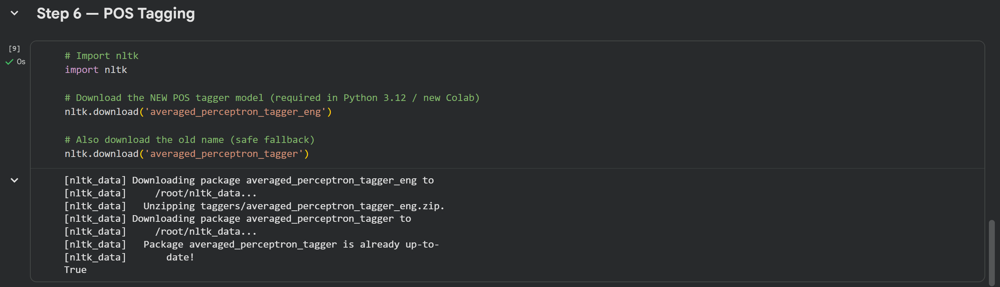 Step 6 — POS Tagging
[9]
0s
# Import nltk
import nltk
# Download the NEW POS tagger model (required in Python 3.12 / new Colab)
nltk.download('averaged_perceptron_tagger_eng')
# Also download the old name (safe fallback)
nltk.download('averaged_perceptron_tagger')
[nltk_data] Downloading package averaged_perceptron_tagger_eng to
[nltk_data]     /root/nltk_data...
[nltk_data]   Unzipping taggers/averaged_perceptron_tagger_eng.zip.
[nltk_data] Downloading package averaged_perceptron_tagger to
[nltk_data]     /root/nltk_data...
[nltk_data]   Package averaged_perceptron_tagger is already up-to-
[nltk_data]       date!
True